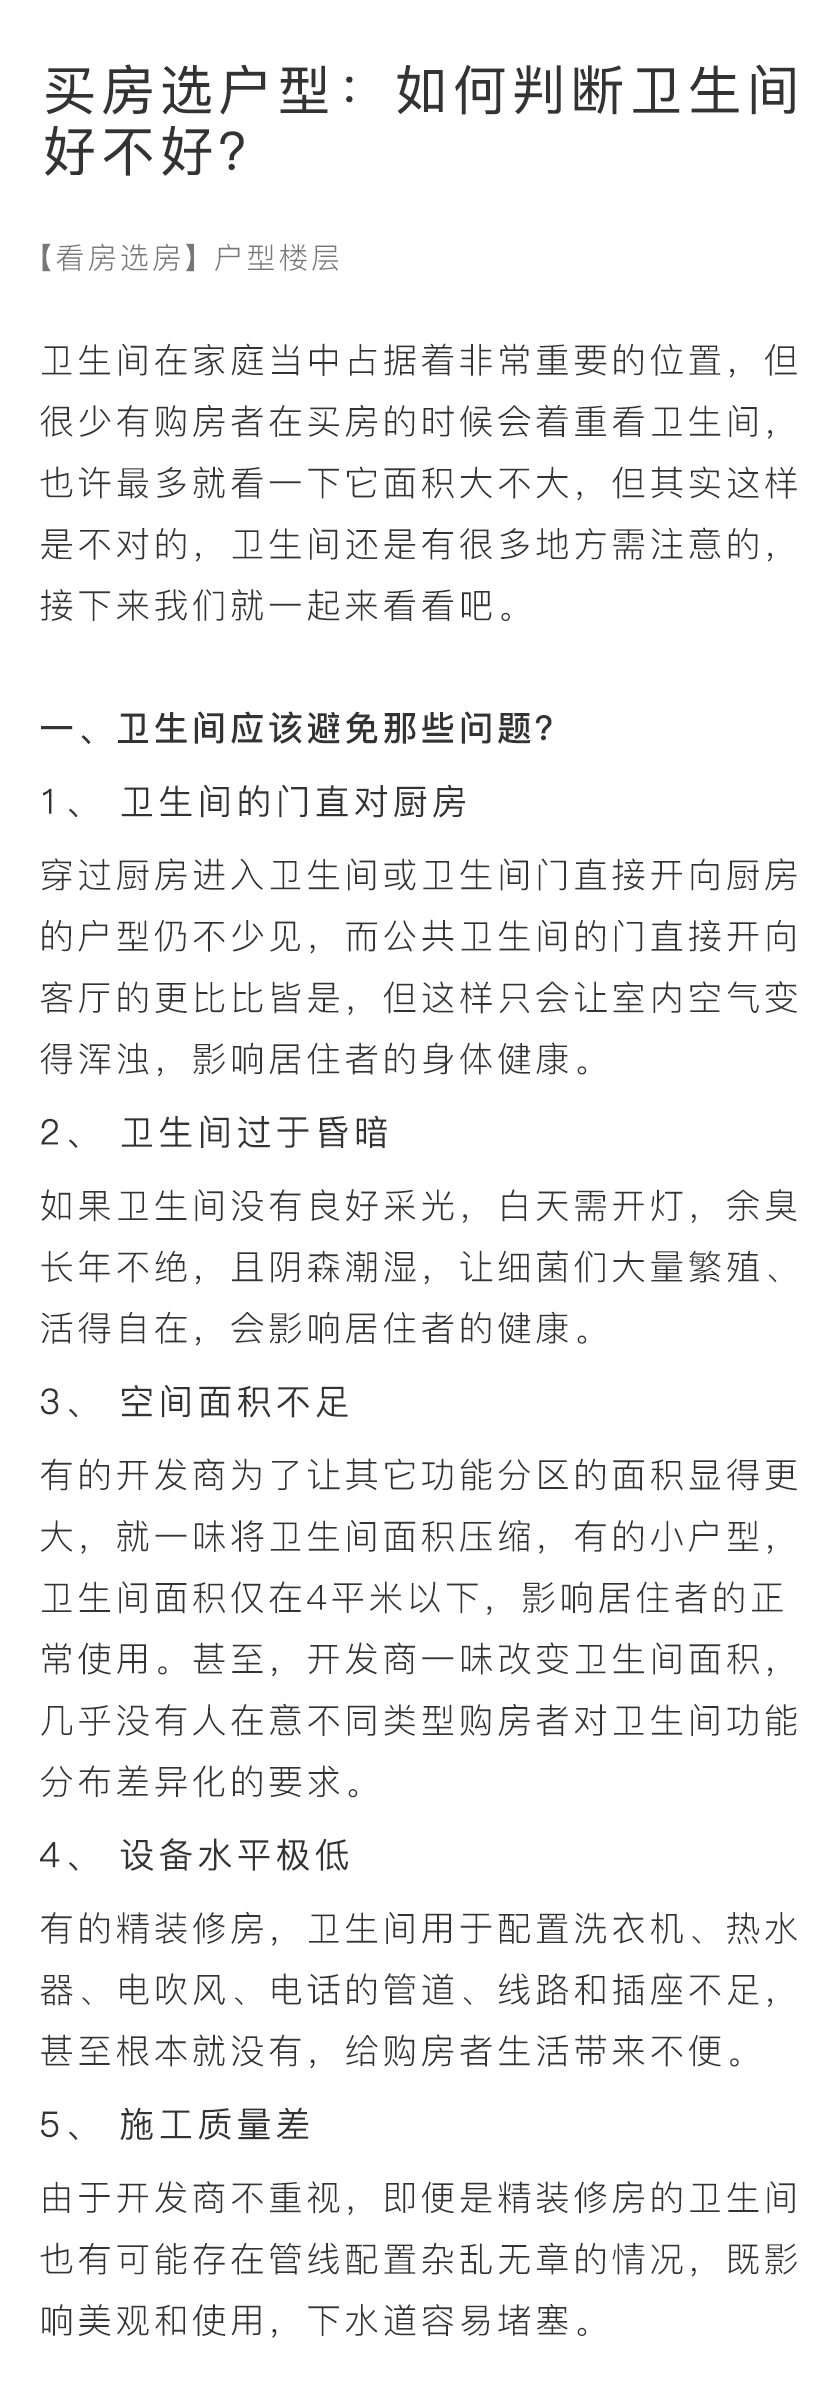 买房选户型：如何判断卫生间
好不好？
【看房选房】户型楼层
卫生间在家庭当中占据着非常重要的位置，但
很少有购房者在买房的时候会着重看卫生间，
也许最多就看一下它面积大不大，但其实这样
是不对的，卫生间还是有很多地方需注意的，
接下来我们就一起来看看吧。
一、卫生间应该避免那些问题？
1、 卫生间的门直对厨房
穿过厨房进入卫生间或卫生间门直接开向厨房
的户型仍不少见，而公共卫生间的门直接开向
客厅的更比比皆是，但这样只会让室内空气变
得浑浊，影响居住者的身体健康。
2、 卫生间过于昏暗
如果卫生间没有良好采光，白天需开灯，余臭
长年不绝，且阴森潮湿，让细菌们大量繁殖、
活得自在，会影响居住者的健康。
3、 空间面积不足
有的开发商为了让其它功能分区的面积显得更
大，就一味将卫生间面积压缩，有的小户型，
卫生间面积仅在4平米以下，影响居住者的正
常使用。甚至，开发商一味改变卫生间面积，
几乎没有人在意不同类型购房者对卫生间功能
分布差异化的要求。
4、 设备水平极低
有的精装修房，卫生间用于配置洗衣机、热水
器、电吹风、电话的管道、线路和插座不足，
甚至根本就没有，给购房者生活带来不便。
5、 施工质量差
由于开发商不重视，即便是精装修房的卫生间
也有可能存在管线配置杂乱无章的情况，既影
响美观和使用，下水道容易堵塞。